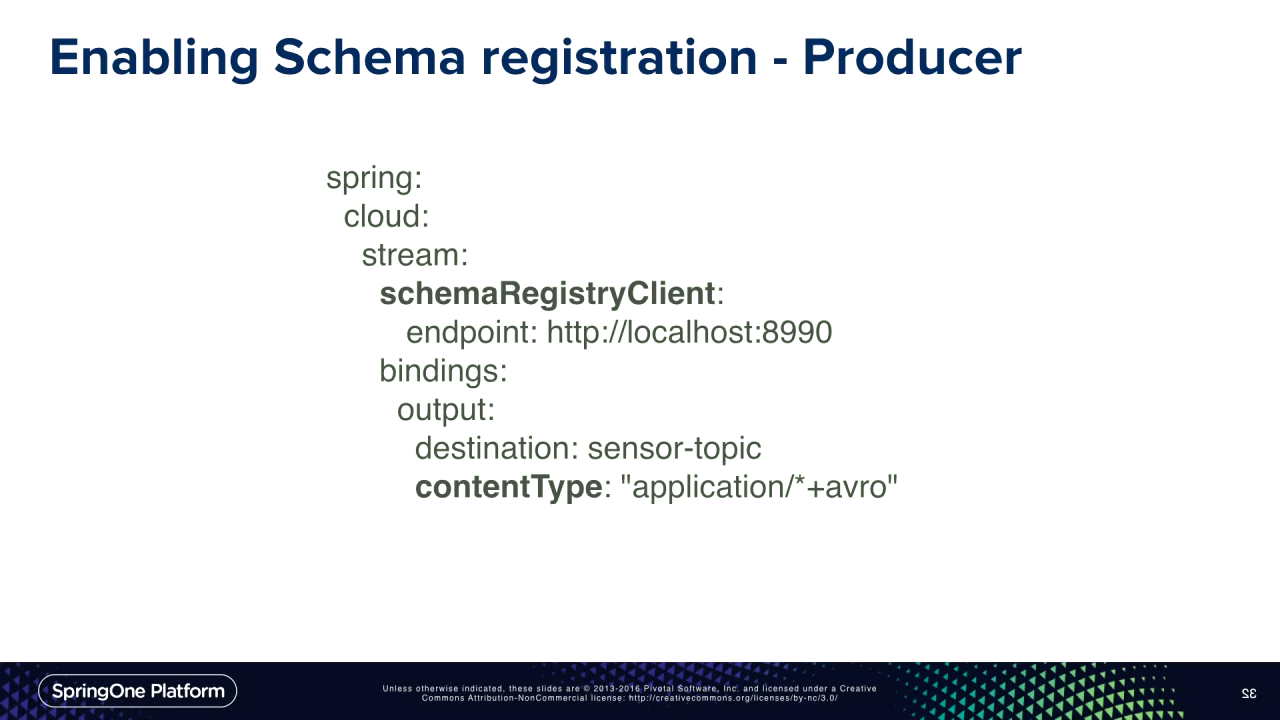 Enabling Schema registration - Producer
spring:
  cloud:
    stream:
      schemaRegistryClient:
         endpoint: http://localhost:8990
      bindings:
        output:
          destination: sensor-topic
          contentType: "application/*+avro"
SpringOne Platform
Unless otherwise indicated, these slides are © 2013-2016 Pivotal Software, Inc. and licensed under a Creative
Commons Attribution-NonCommercial license: http://creativecommons.org/licenses/by-nc/3.0/
32